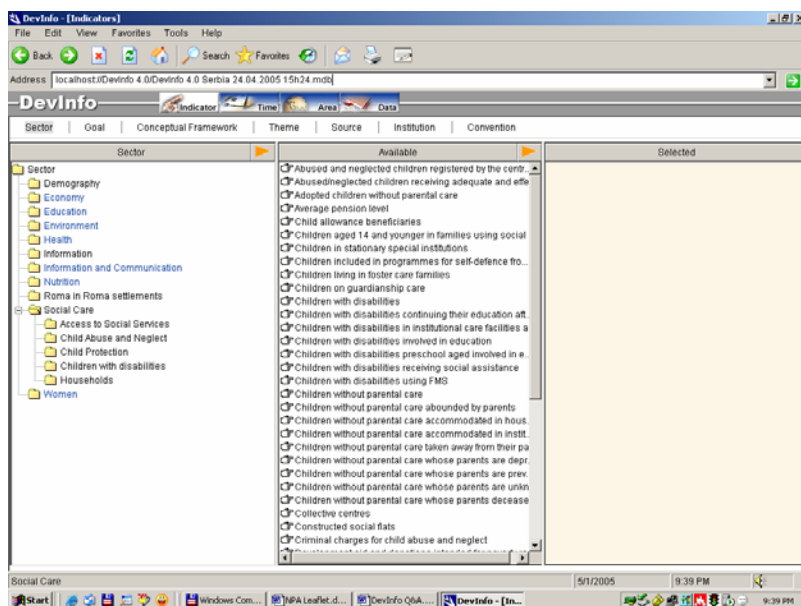 DevInfo - [Indicators]
File Edit View Favorites Tools Help
Back Search Favorites
Address localhost://DevInfo 4.0/DevInfo 4.0 Serbia 24.04.2005 15h24.mdb
DevInfo Indicator Time Area Data
Sector | Goal | Conceptual Framework | Theme | Source | Institution | Convention
Sector
Sector
Demography
Economy
Education
Environment
Health
Information
Information and Communication
Nutrition
Roma in Roma settlements
Social Care
Access to Social Services
Child Abuse and Neglect
Child Protection
Children with disabilities
Households
Women
Available
Abused and neglected children registered by the centr..
Abused/neglected children receiving adequate and effe
Adopted children without parental care
Average pension level
Child allowance beneficiaries
Children aged 14 and younger in families using social
Children in stationary special institutions
Children included in programmes for self-defence fro...
Children living in foster care families
Children on guardianship care
Children with disabilities
Children with disabilities continuing their education aft..
Children with disabilities in institutional care facilities a
Children with disabilities involved in education
Children with disabilities preschool aged involved in e..
Children with disabilities receiving social assistance
Children with disabilities using FMS
Children without parental care
Children without parental care abounded by parents
Children without parental care accommodated in hous..
Children without parental care accommodated in instit..
Children without parental care taken away from their pa
Children without parental care whose parents are depr..
Children without parental care whose parents are prev..
Children without parental care whose parents are unkn
Children without parental care whose parents decease
Collective centres
Constructed social flats
Criminal charges for child abuse and neglect
Selected
Social Care 5/1/2005 9:39 PM
Start Windows Com... NPA Leaflet.d... DevInfo Q&A.... DevInfo - [In... 9:39 PM